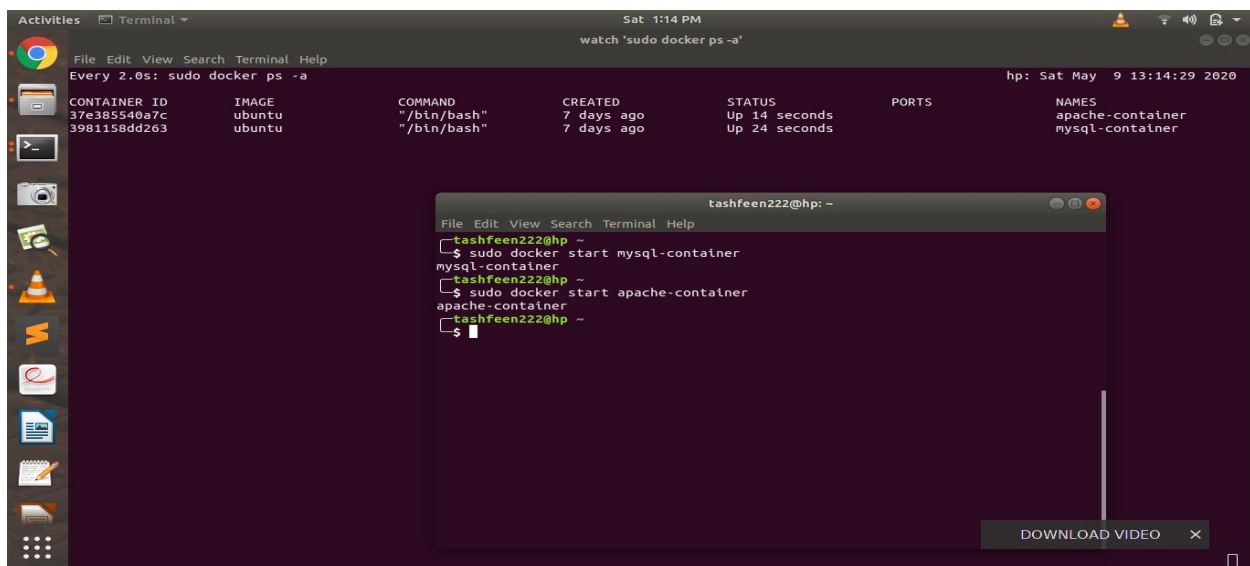 Activities Terminal Sat 1:14 PM
watch 'sudo docker ps -a'
File Edit View Search Terminal Help
Every 2.0s: sudo docker ps -a hp: Sat May 9 13:14:29 2020
CONTAINER ID IMAGE COMMAND CREATED STATUS PORTS NAMES
37e385540a7c ubuntu "/bin/bash" 7 days ago Up 14 seconds apache-container
3981158dd263 ubuntu "/bin/bash" 7 days ago Up 24 seconds mysql-container
tashfeen222@hp: ~
File Edit View Search Terminal Help
tashfeen222@hp ~
$ sudo docker start mysql-container
mysql-container
tashfeen222@hp ~
$ sudo docker start apache-container
apache-container
tashfeen222@hp ~
$
DOWNLOAD VIDEO ×